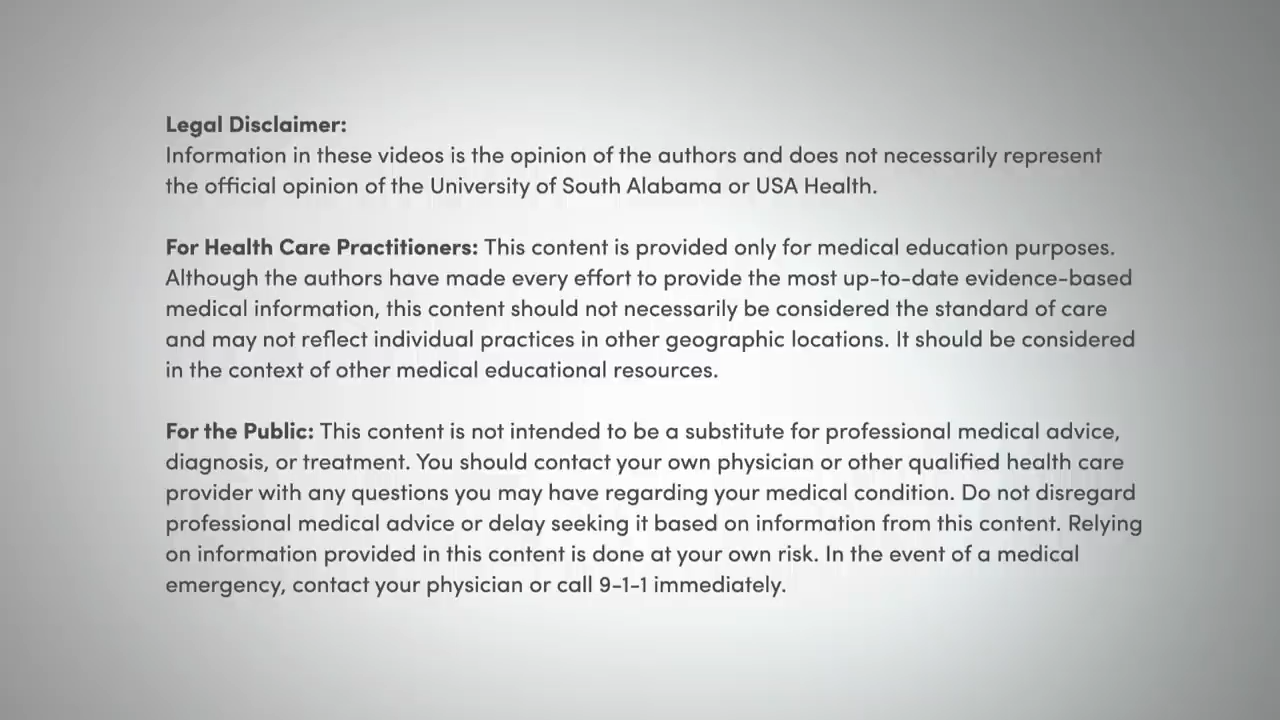 Legal Disclaimer:
Information in these videos is the opinion of the authors and does not necessarily represent
the official opinion of the University of South Alabama or USA Health.
For Health Care Practitioners: This content is provided only for medical education purposes.
Although the authors have made every effort to provide the most up-to-date evidence-based
medical information, this content should not necessarily be considered the standard of care
and may not reflect individual practices in other geographic locations. It should be considered
in the context of other medical educational resources.
For the Public: This content is not intended to be a substitute for professional medical advice,
diagnosis, or treatment. You should contact your own physician or other qualified health care
provider with any questions you may have regarding your medical condition. Do not disregard
professional medical advice or delay seeking it based on information from this content. Relying
on information provided in this content is done at your own risk. In the event of a medical
emergency, contact your physician or call 9-1-1 immediately.